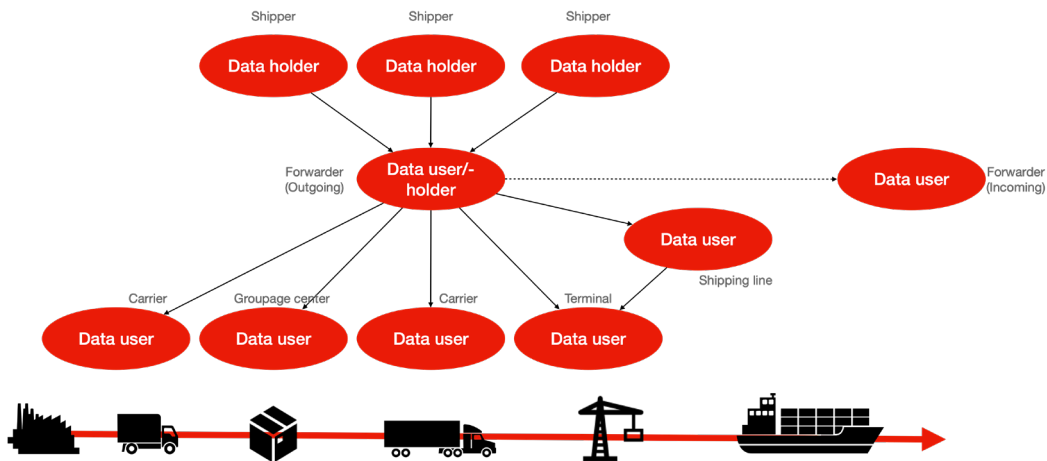 Shipper
Shipper
Shipper
Data holder
Data holder
Data holder
Forwarder
(Outgoing)
Data user/-
holder
Data user
Forwarder
(Incoming)
Data user
Shipping line
Carrier
Groupage center
Carrier
Terminal
Data user
Data user
Data user
Data user